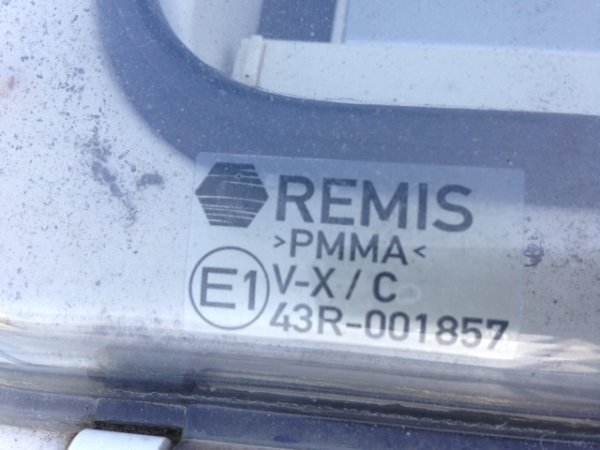 REMIS
>PMMA<
E1
V-X / C
43R-001857